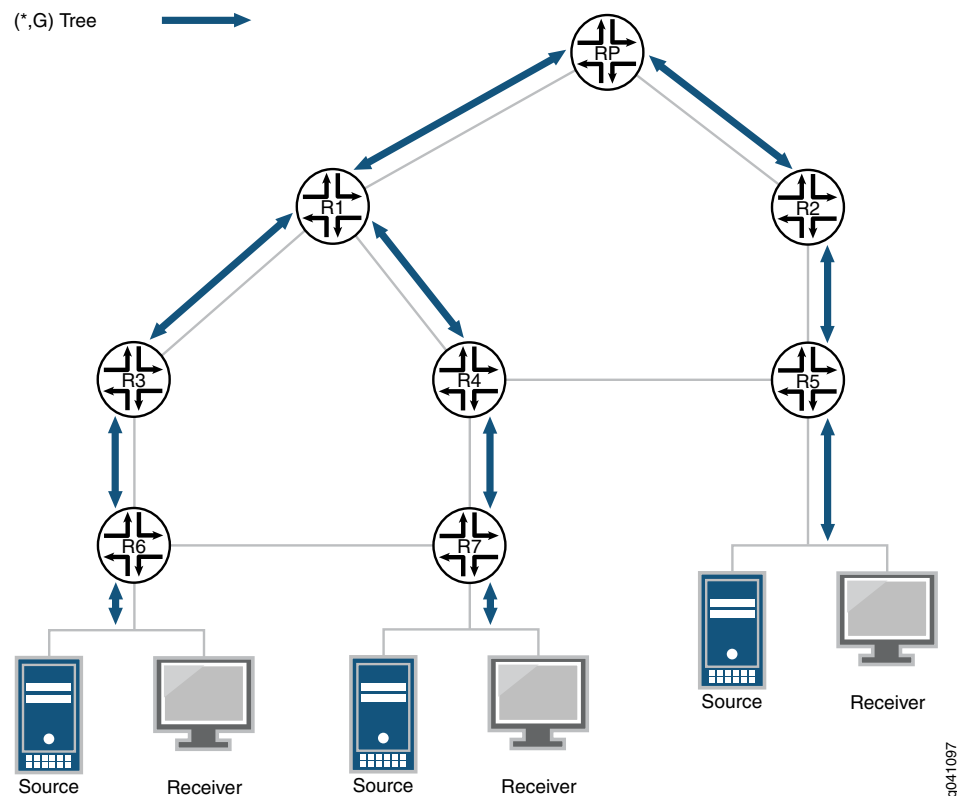 (*,G) Tree
RP
R1
R2
R3
R4
R5
R6
R7
Source
Receiver
Source
Receiver
Source
Receiver
g041097